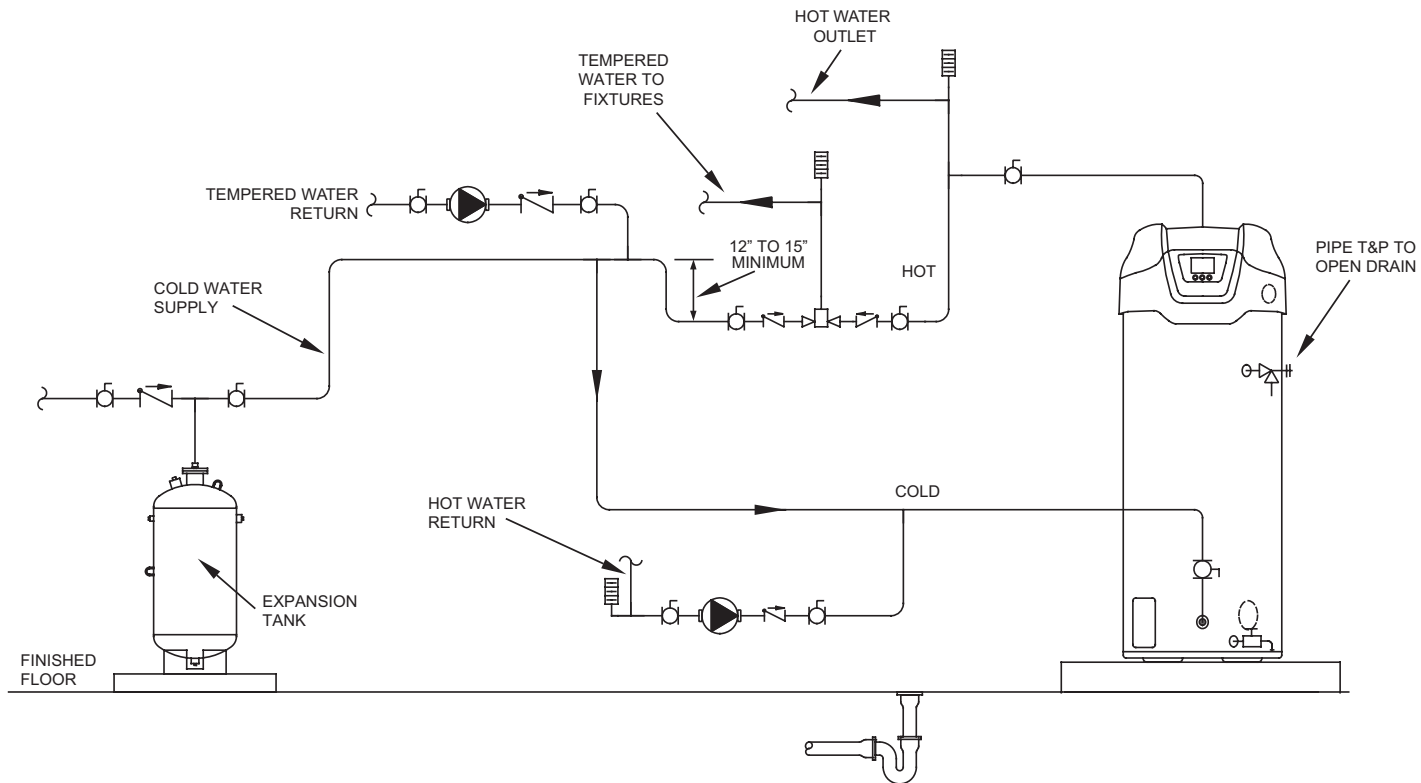 HOT WATER
OUTLET
TEMPERED
WATER TO
FIXTURES
TEMPERED WATER
RETURN
12” TO 15”
MINIMUM
HOT
PIPE T&P TO
OPEN DRAIN
COLD WATER
SUPPLY
COLD
HOT WATER
RETURN
EXPANSION
TANK
FINISHED
FLOOR